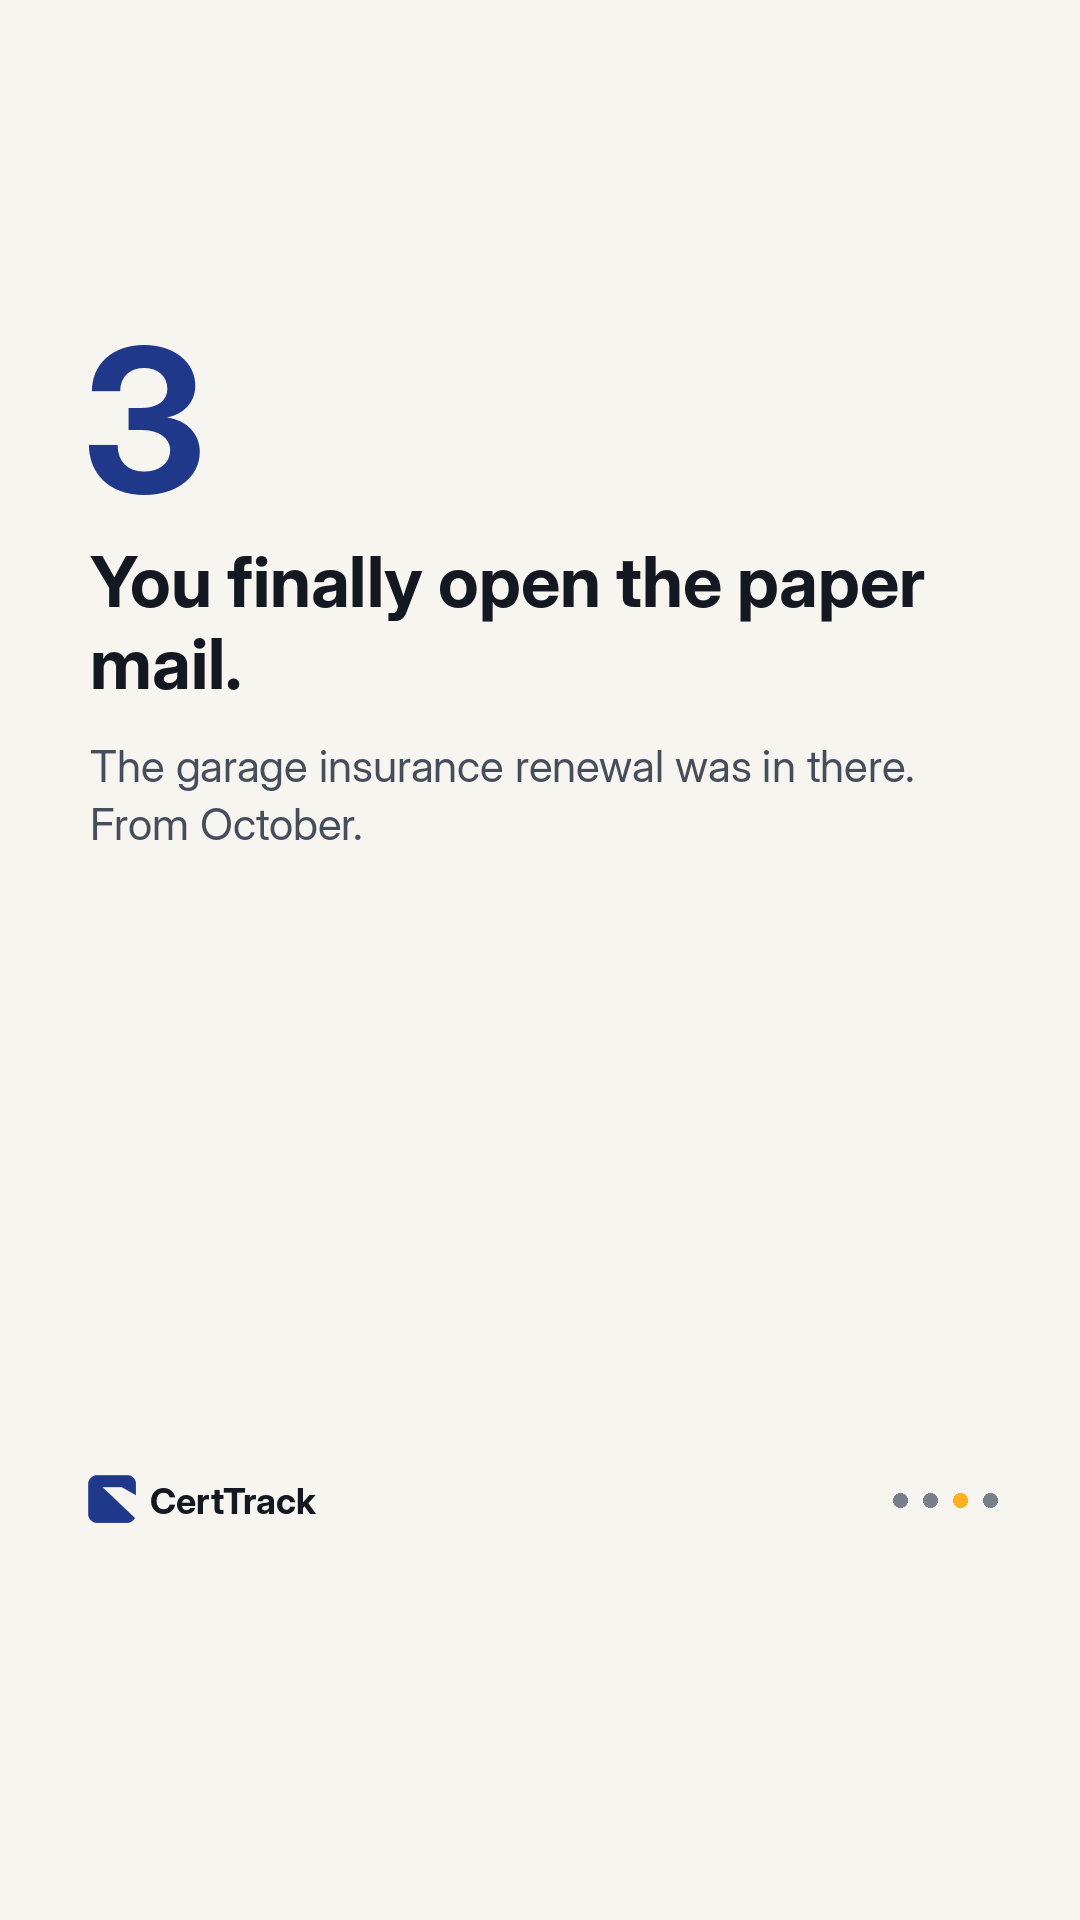 3
You finally open the paper
mail.
The garage insurance renewal was in there.
From October.
CertTrack